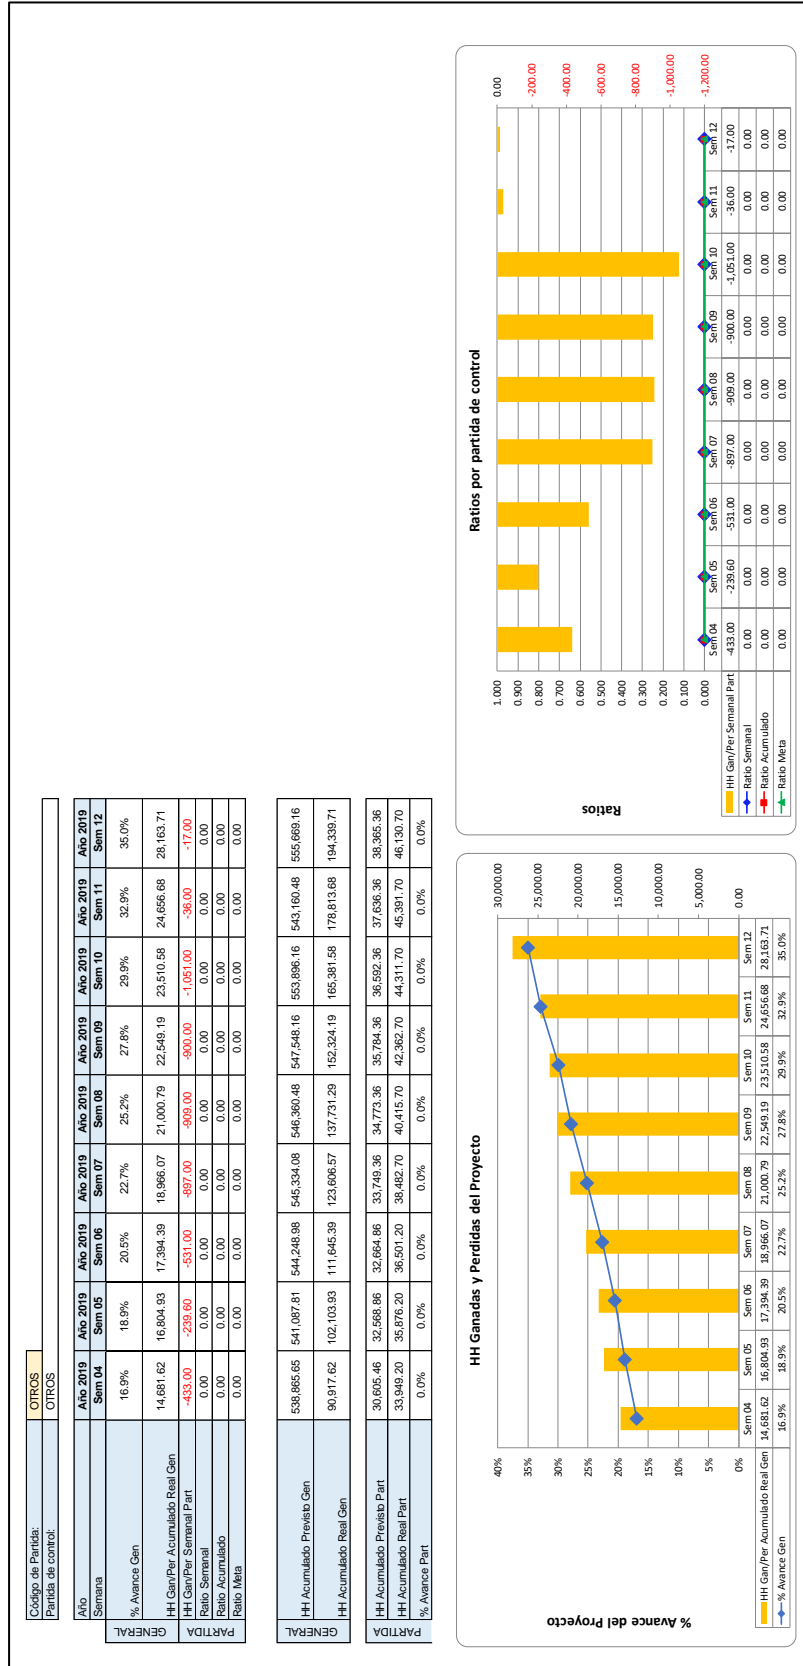 Código de Partida: OTROS
Partida de control: OTROS
Año Año 2019 Año 2019 Año 2019 Año 2019 Año 2019 Año 2019 Año 2019 Año 2019 Año 2019
Semana Sem 04 Sem 05 Sem 06 Sem 07 Sem 08 Sem 09 Sem 10 Sem 11 Sem 12
GENERAL
% Avance Gen 16.9% 18.9% 20.5% 22.7% 25.2% 27.8% 29.9% 32.9% 35.0%
HH Gan/Per Acumulado Real Gen 14,681.62 16,804.93 17,394.39 18,966.07 21,000.79 22,549.19 23,510.58 24,656.68 28,163.71
PARTIDA
HH Gan/Per Semanal Part -433.00 -239.60 -531.00 -897.00 -909.00 -900.00 -1,051.00 -36.00 -17.00
Ratio Semanal 0.00 0.00 0.00 0.00 0.00 0.00 0.00 0.00 0.00
Ratio Acumulado 0.00 0.00 0.00 0.00 0.00 0.00 0.00 0.00 0.00
Ratio Meta 0.00 0.00 0.00 0.00 0.00 0.00 0.00 0.00 0.00
GENERAL
HH Acumulado Previsto Gen 538,865.65 541,087.81 544,248.98 545,334.08 546,360.48 547,548.16 553,896.16 543,160.48 555,669.16
HH Acumulado Real Gen 90,917.62 102,103.93 111,645.39 123,606.57 137,731.29 152,324.19 165,381.58 178,813.68 194,339.71
PARTIDA
HH Acumulado Previsto Part 30,605.46 32,568.86 32,664.86 33,749.36 34,773.36 35,784.36 36,592.36 37,636.36 38,365.36
HH Acumulado Real Part 33,949.20 35,876.20 36,501.20 38,482.70 40,415.70 42,362.70 44,311.70 45,391.70 46,130.70
% Avance Part 0.0% 0.0% 0.0% 0.0% 0.0% 0.0% 0.0% 0.0% 0.0%
HH Ganadas y Perdidas del Proyecto
% Avance del Proyecto
40% 30,000.00
35% 25,000.00
30% 20,000.00
25%
20% 15,000.00
15% 10,000.00
10%
5% 5,000.00
0% 0.00
Sem 04 Sem 05 Sem 06 Sem 07 Sem 08 Sem 09 Sem 10 Sem 11 Sem 12
HH Gan/Per Acumulado Real Gen 14,681.62 16,804.93 17,394.39 18,966.07 21,000.79 22,549.19 23,510.58 24,656.68 28,163.71
% Avance Gen 16.9% 18.9% 20.5% 22.7% 25.2% 27.8% 29.9% 32.9% 35.0%
Ratios por partida de control
Ratios
1.000 0.00
0.900
0.800 -200.00
0.700 -400.00
0.600
0.500 -600.00
0.400
0.300 -800.00
0.200 -1,000.00
0.100
0.000 -1,200.00
Sem 04 Sem 05 Sem 06 Sem 07 Sem 08 Sem 09 Sem 10 Sem 11 Sem 12
HH Gan/Per Semanal Part -433.00 -239.60 -531.00 -897.00 -909.00 -900.00 -1,051.00 -36.00 -17.00
Ratio Semanal 0.00 0.00 0.00 0.00 0.00 0.00 0.00 0.00 0.00
Ratio Acumulado 0.00 0.00 0.00 0.00 0.00 0.00 0.00 0.00 0.00
Ratio Meta 0.00 0.00 0.00 0.00 0.00 0.00 0.00 0.00 0.00